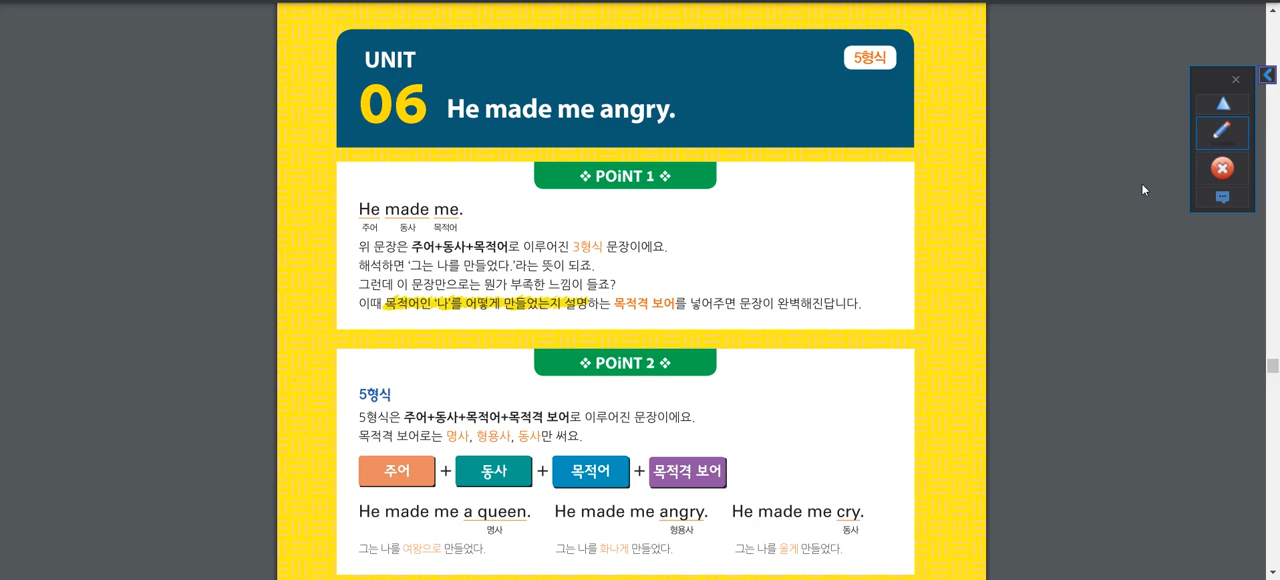 UNIT
5형식
06 He made me angry.
❖ POiNT 1 ❖
He made me.
주어 동사 목적어
위 문장은 주어+동사+목적어로 이루어진 3형식 문장이에요.
해석하면 '그는 나를 만들었다.'라는 뜻이 되죠.
그런데 이 문장만으로는 뭔가 부족한 느낌이 들죠?
이때 목적어인 '나'를 어떻게 만들었는지 설명하는 목적격 보어를 넣어주면 문장이 완벽해진답니다.
❖ POiNT 2 ❖
5형식
5형식은 주어+동사+목적어+목적격 보어로 이루어진 문장이에요.
목적격 보어로는 명사, 형용사, 동사만 써요.
주어 + 동사 + 목적어 + 목적격 보어
He made me a queen. He made me angry. He made me cry.
명사 형용사 동사
그는 나를 여왕으로 만들었다. 그는 나를 화나게 만들었다. 그는 나를 울게 만들었다.